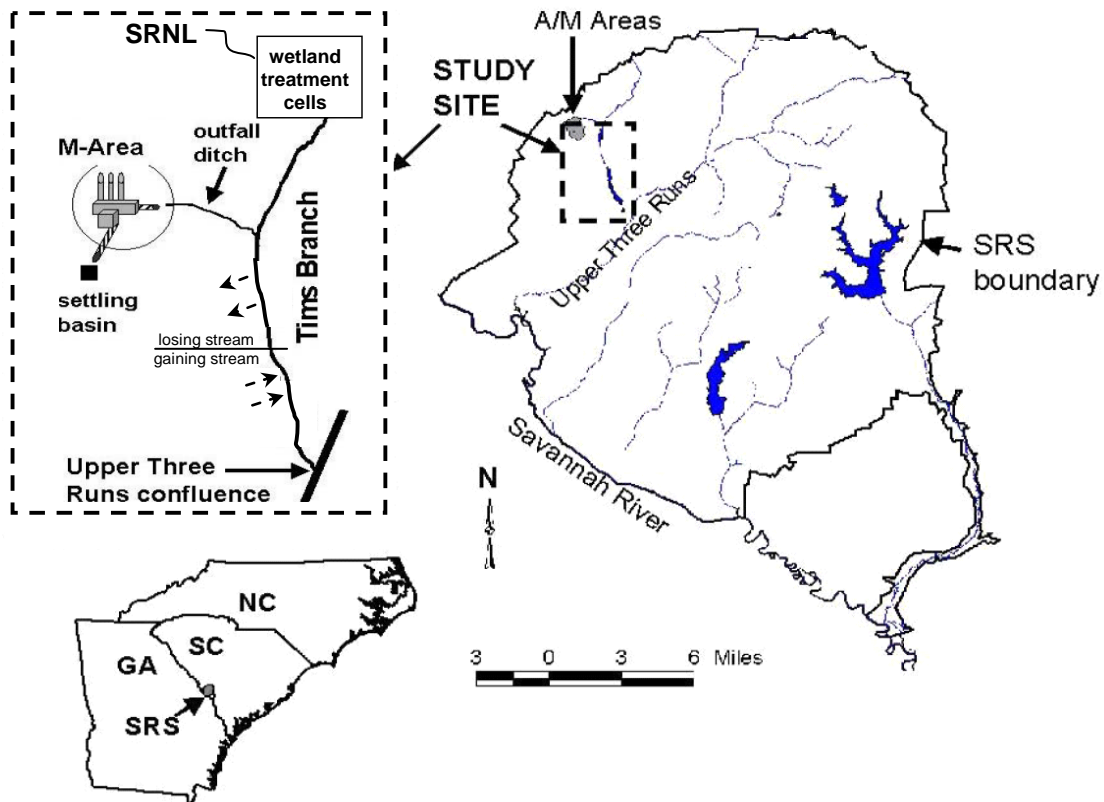 SRNL
wetland
treatment
cells
outfall
ditch
M-Area
settling
basin
Tims Branch
losing stream
gaining stream
Upper Three
Runs confluence
A/M Areas
STUDY
SITE
Upper Three Runs
SRS
boundary
Savannah River
N
3 0 3 6 Miles
NC
SC
GA
SRS